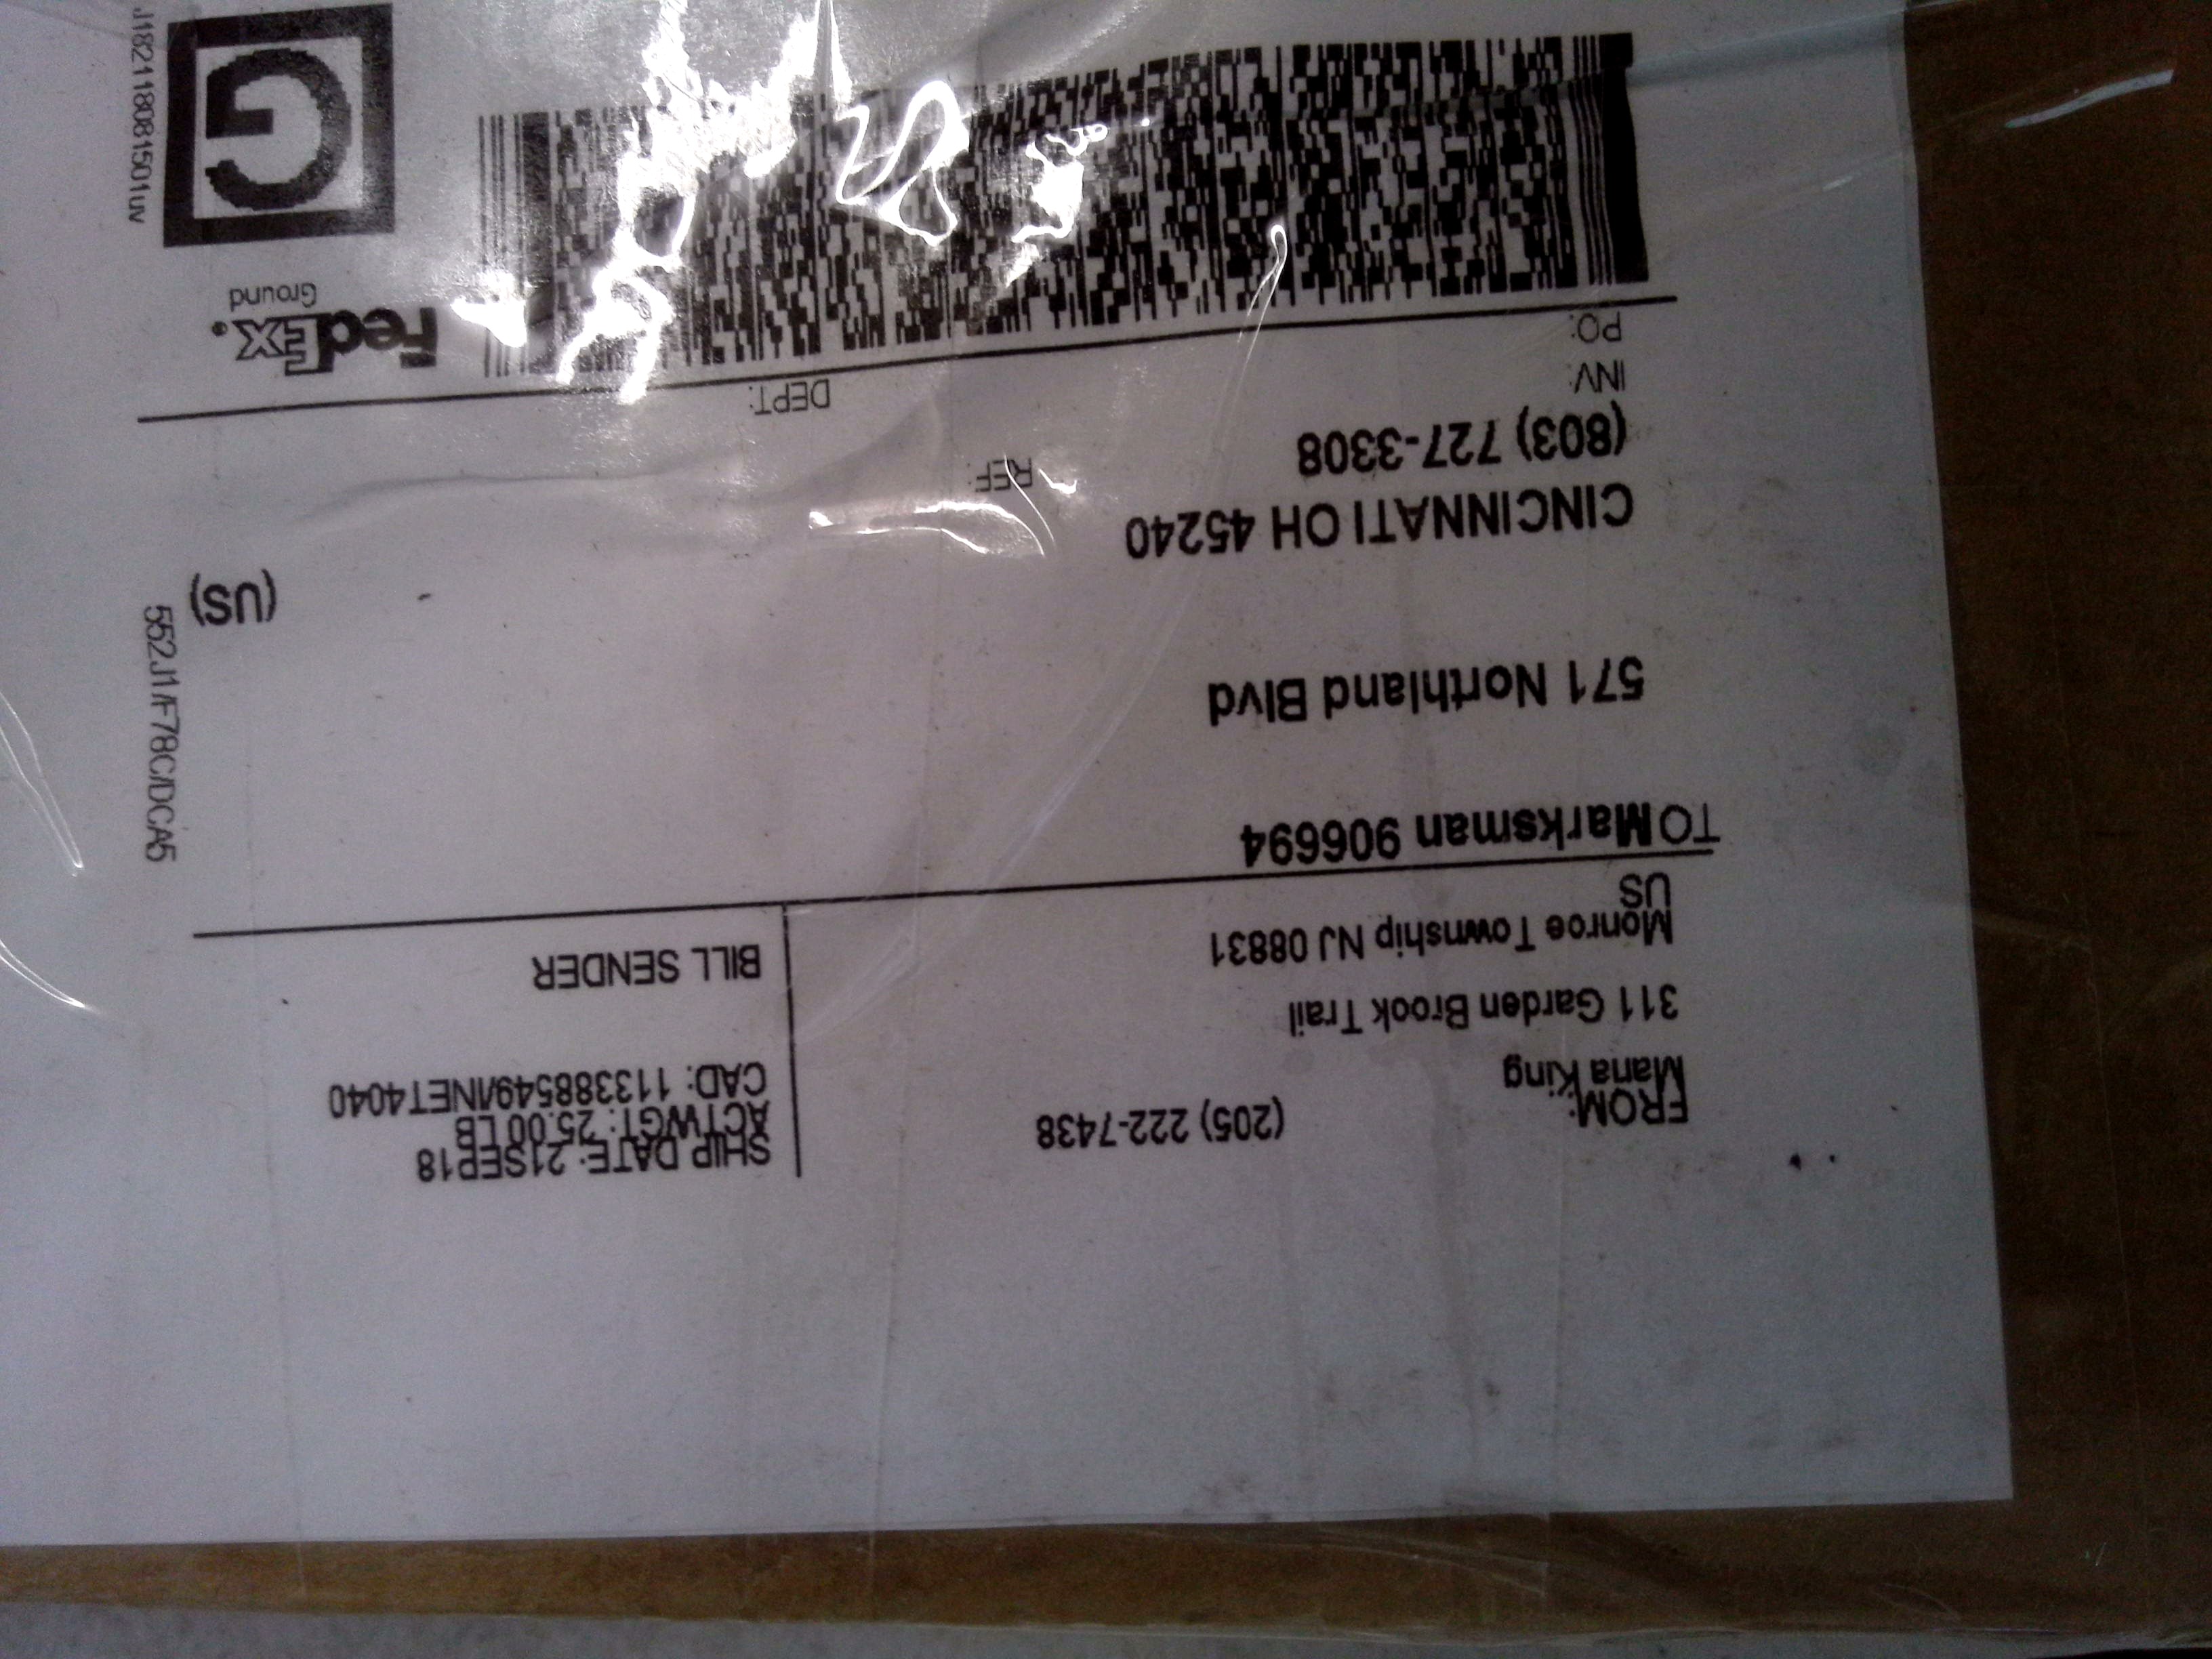 FROM:
(205) 222-7438
Maria King
311 Garden Brook Trail
Monroe Township NJ 08831
US
SHIP DATE: 21SEP18
ACTWGT: 25.00 LB
CAD: 113388549/INET4040
BILL SENDER
TO Marksman 906694
571 Northland Blvd
CINCINNATI OH 45240
(US)
(803) 727-3308
REF:
INV:
PO:
DEPT:
552J1/F78C/DCA5
FedEx.
Ground
G
J182118081501uv